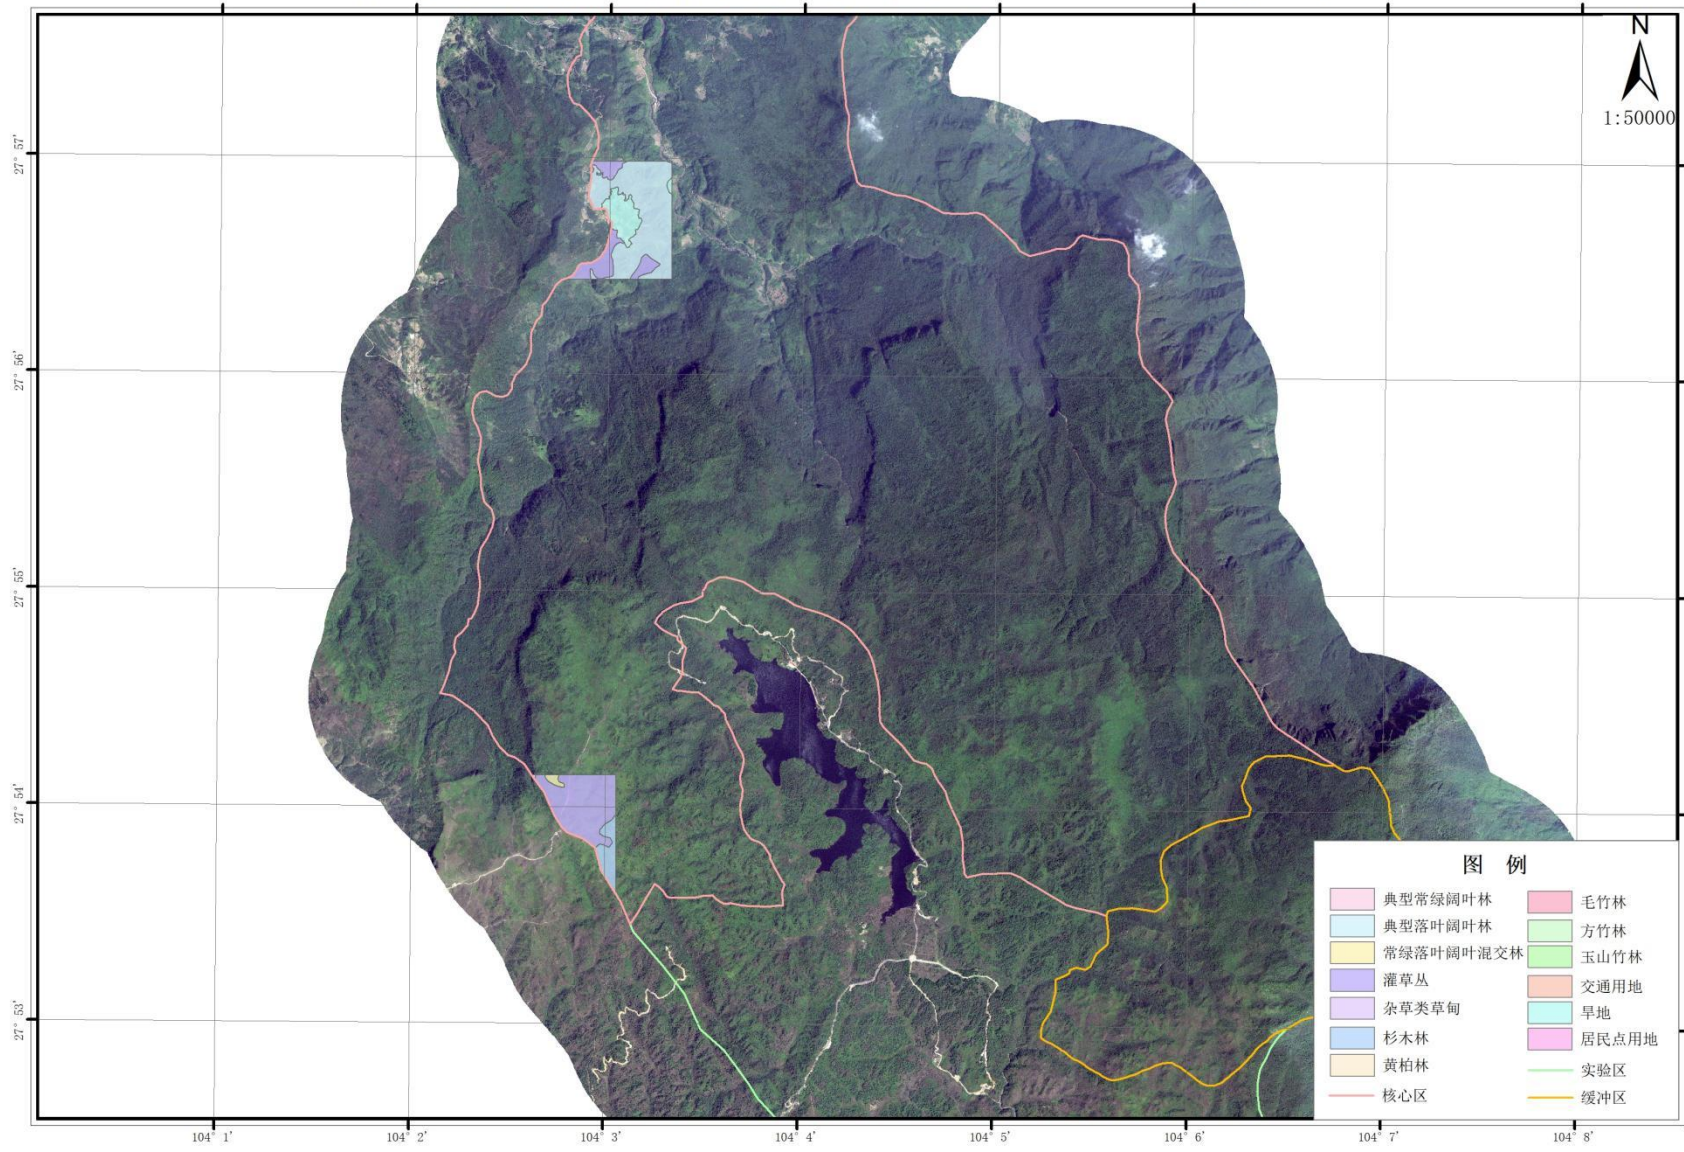 N
1:50000
27° 57'
27° 56'
27° 55'
27° 54'
27° 53'
图 例
典型常绿阔叶林
典型落叶阔叶林
常绿落叶阔叶混交林
灌草丛
杂草类草甸
杉木林
黄柏林
核心区
毛竹林
方竹林
玉山竹林
交通用地
旱地
居民点用地
实验区
缓冲区
104° 1'
104° 2'
104° 3'
104° 4'
104° 5'
104° 6'
104° 7'
104° 8'